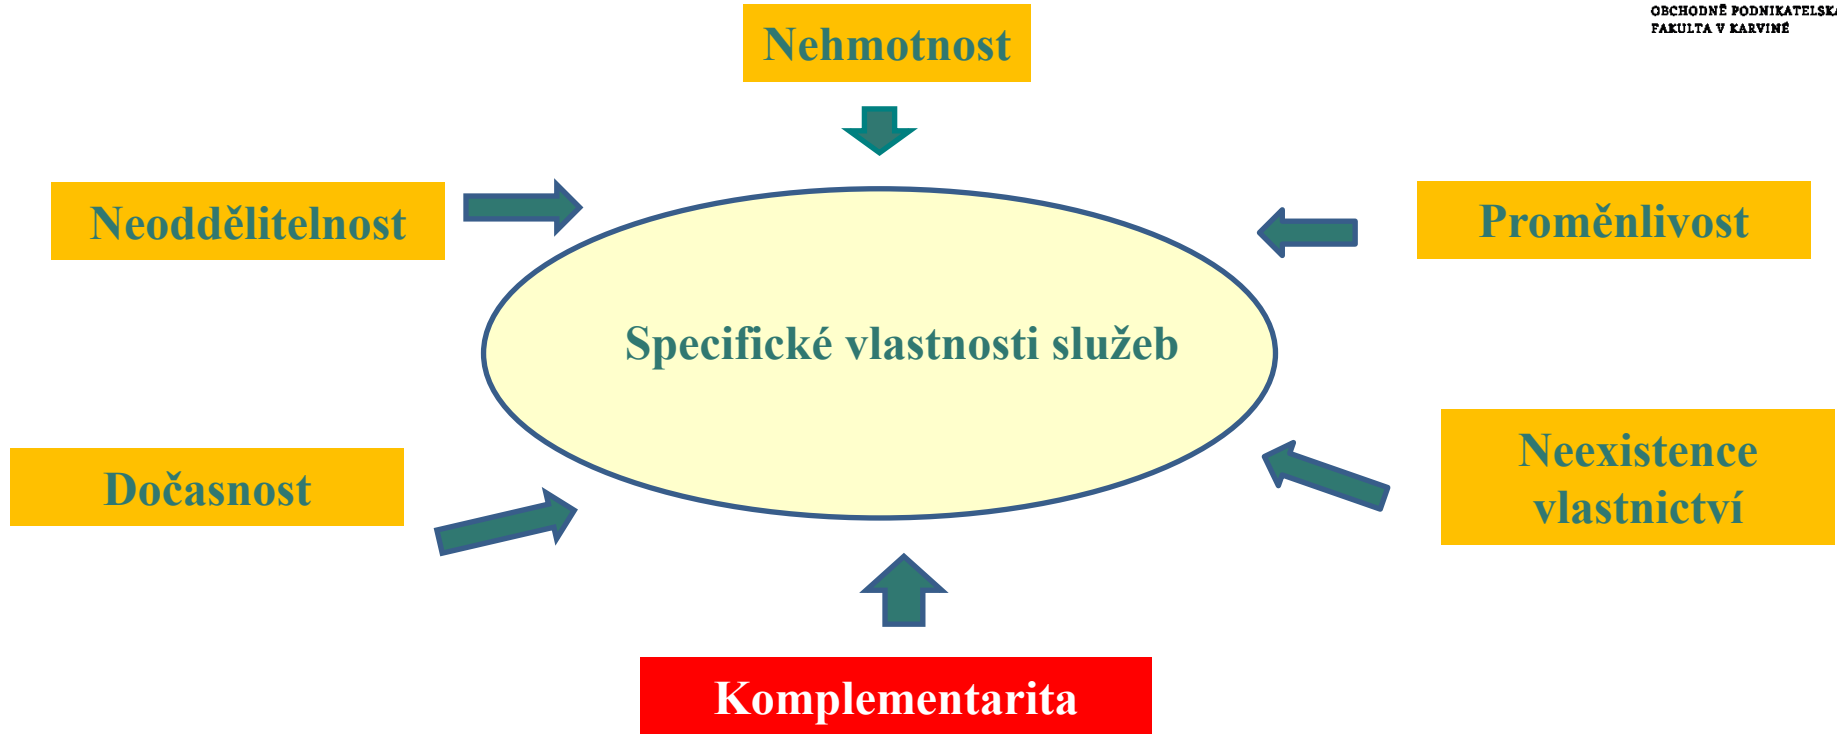 OBCHODNĚ PODNIKATELSKÁ
FAKULTA V KARVINÉ
Nehmotnost
Neoddělitelnost
Proměnlivost
Specifické vlastnosti služeb
Dočasnost
Neexistence
vlastnictví
Komplementarita